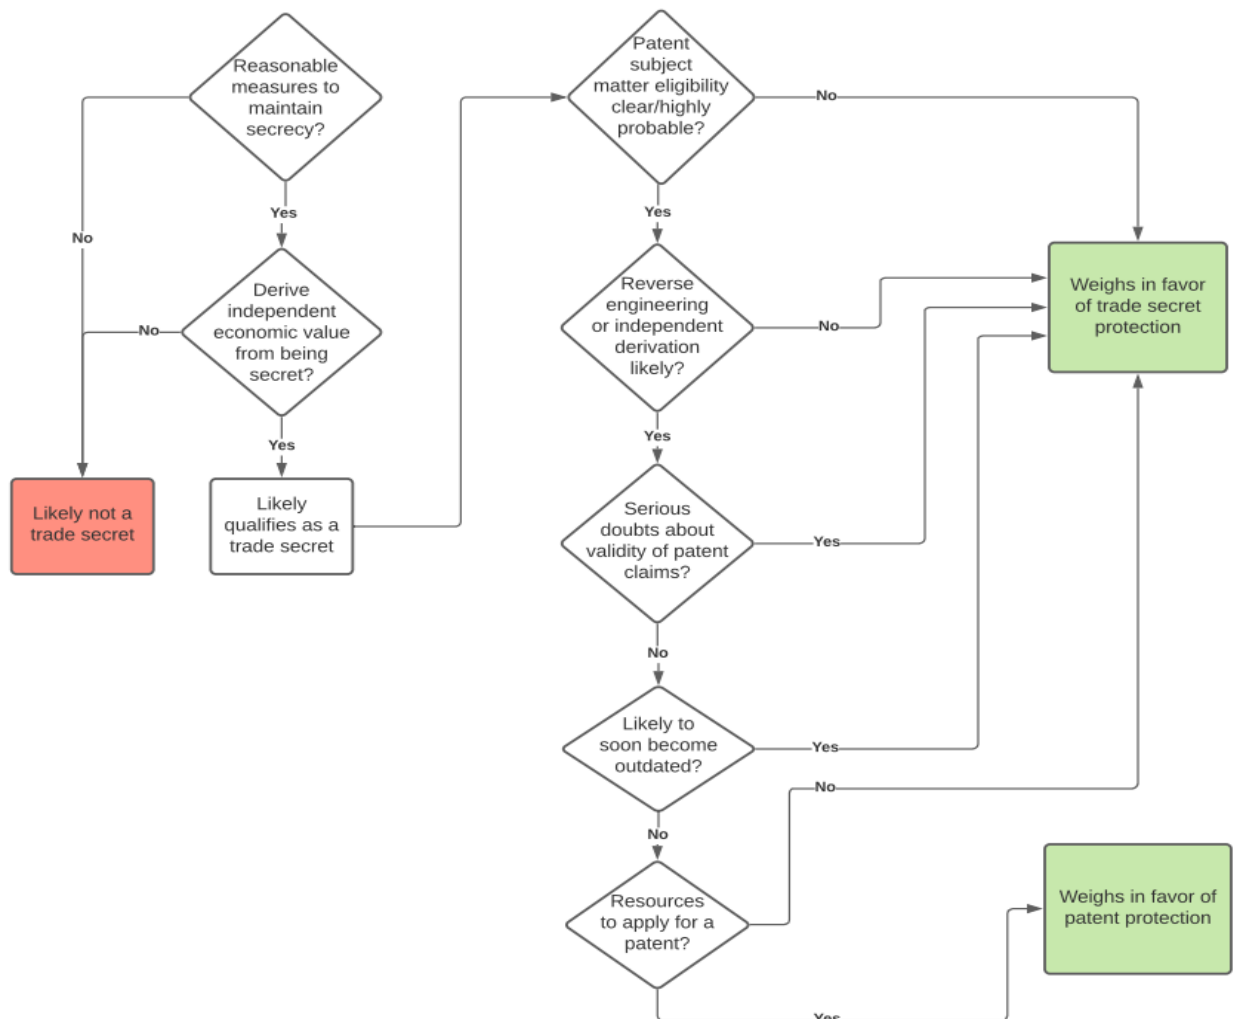 Reasonable
measures to
maintain
secrecy?
No
Yes
Derive
independent
economic value
from being
secret?
No
Yes
Likely not a
trade secret
Likely
qualifies as a
trade secret
Patent
subject
matter eligibility
clear/highly
probable?
No
Yes
Reverse
engineering
or independent
derivation
likely?
No
Yes
Serious
doubts about
validity of patent
claims?
Yes
No
Likely to
soon become
outdated?
Yes
No
Resources
to apply for a
patent?
No
Yes
Weighs in favor
of trade secret
protection
Weighs in favor of
patent protection